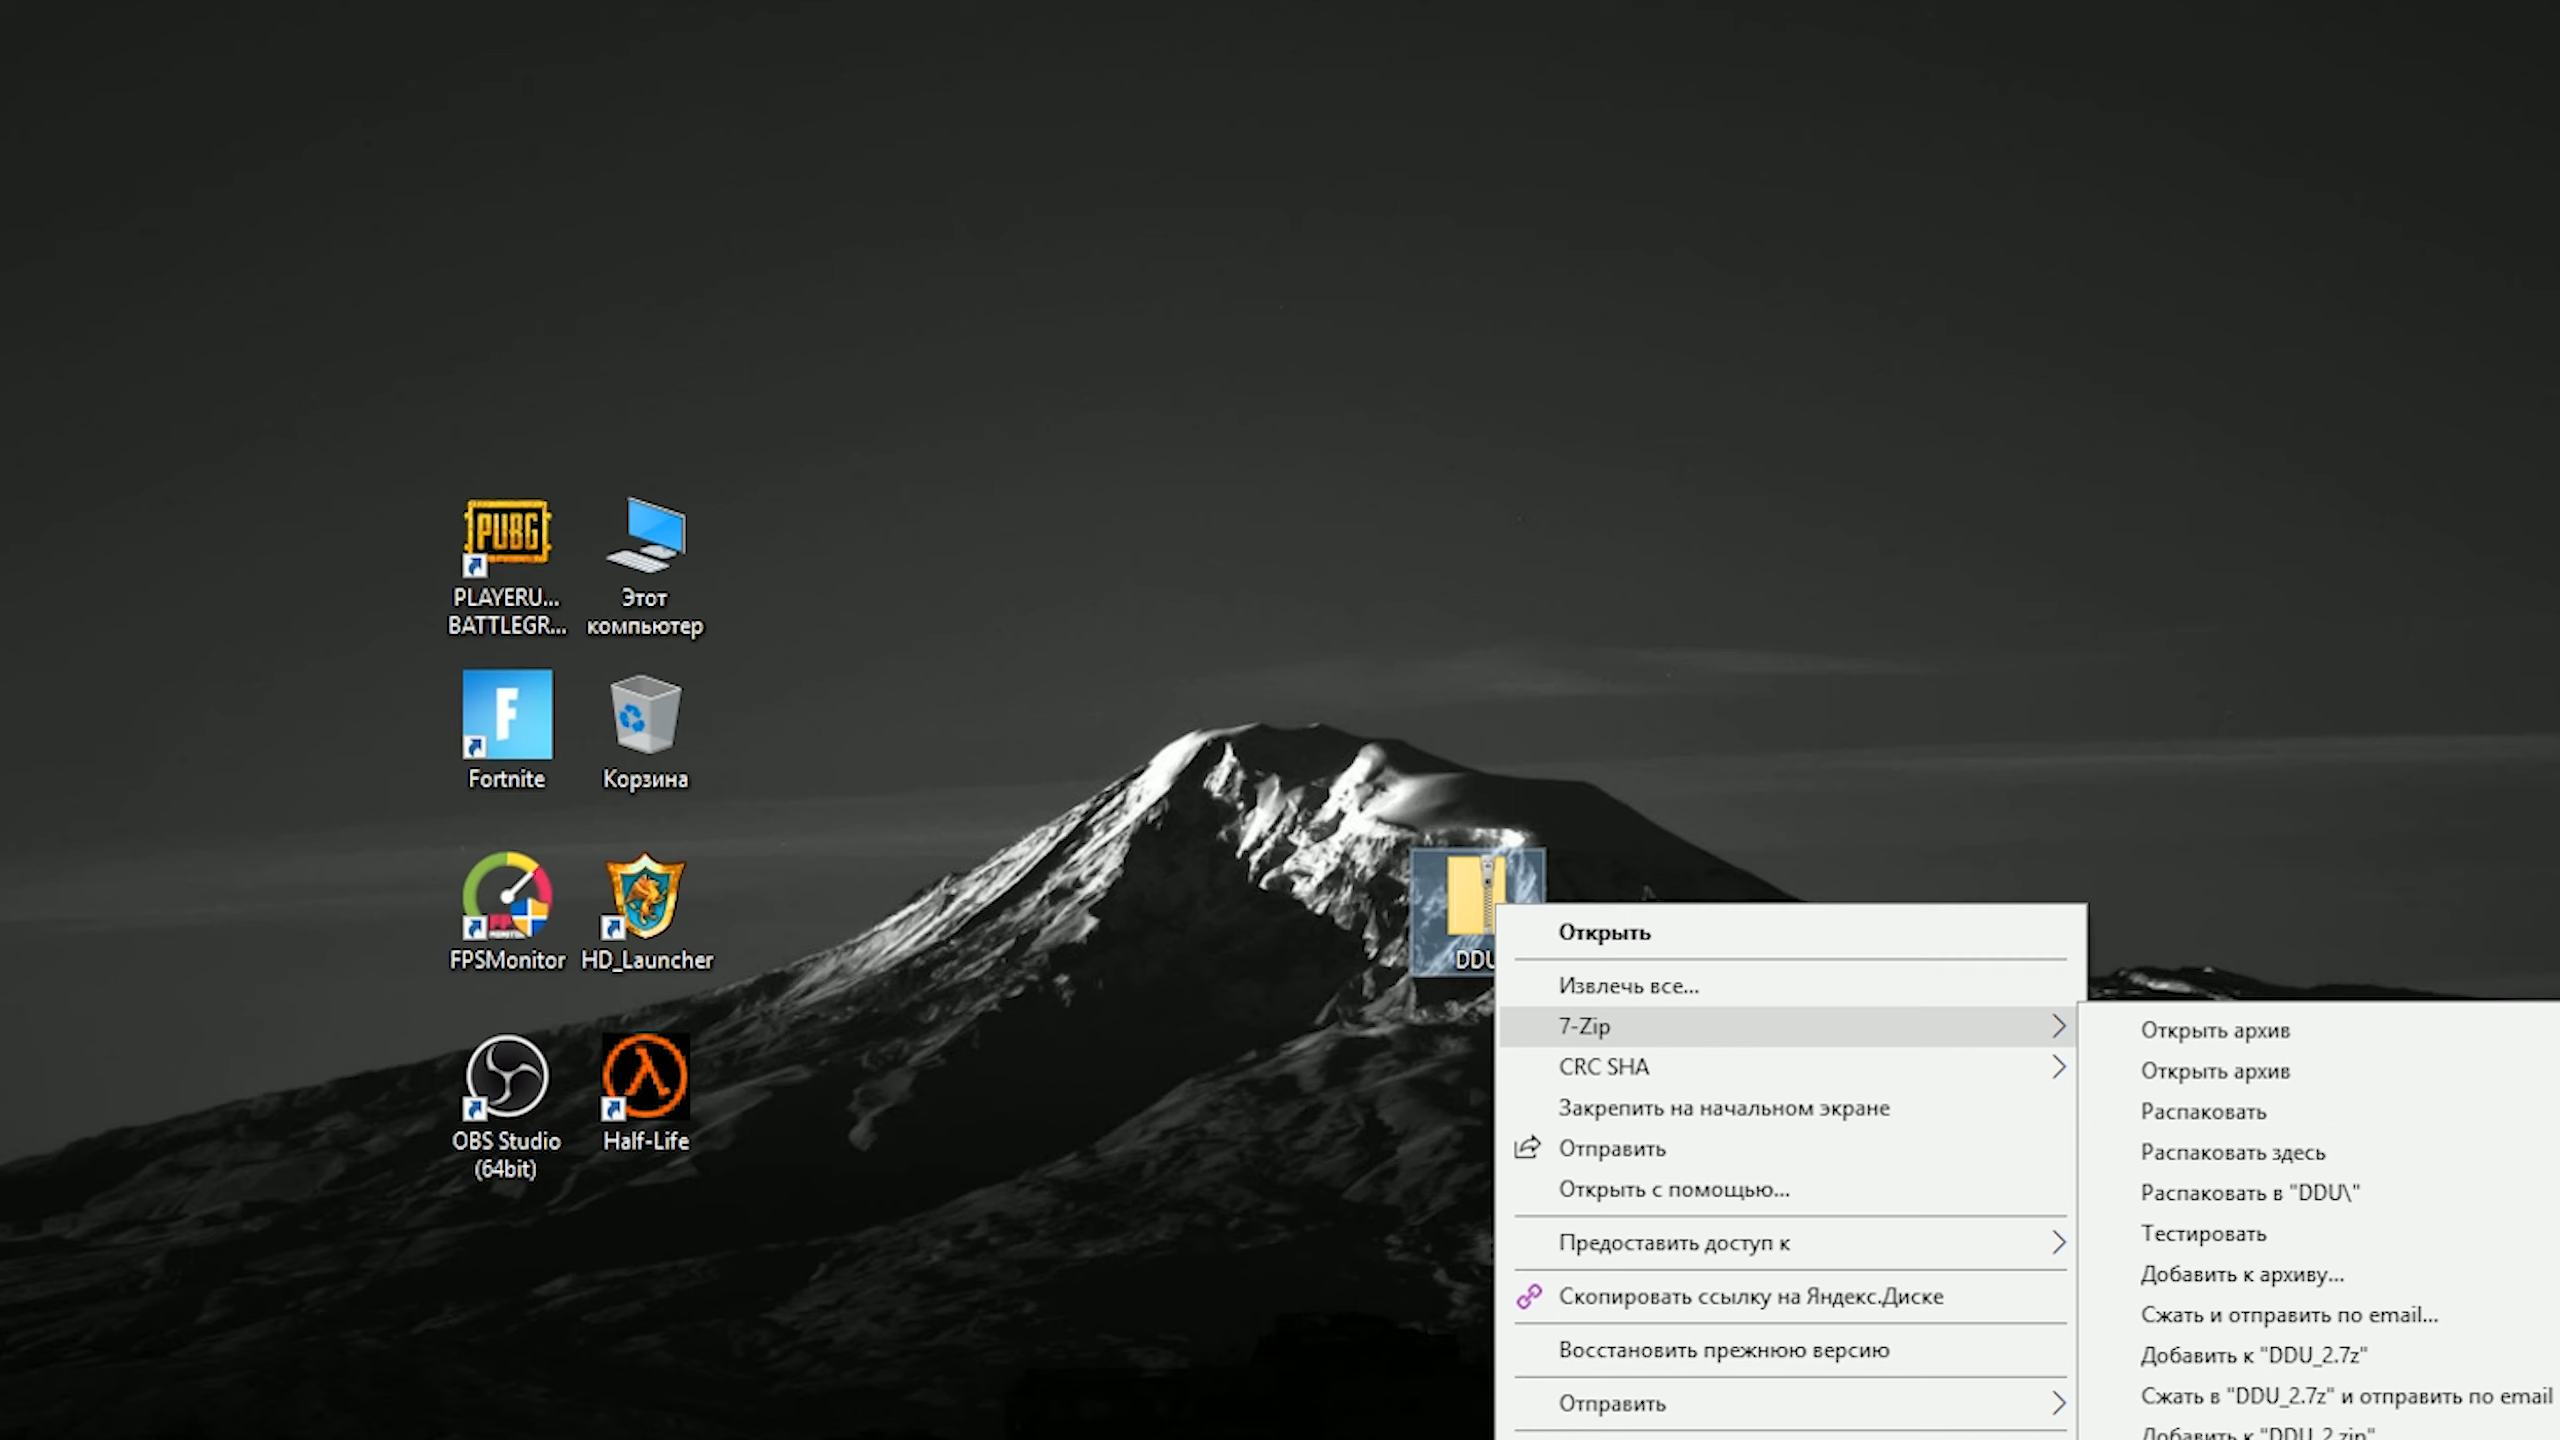 PUBG
PLAYERU...
BATTLEGR...
Этот
компьютер
F
Fortnite
Корзина
FPSMonitor
HD_Launcher
OBS Studio
(64bit)
Half-Life
DDU
Открыть
Извлечь все...
7-Zip
CRC SHA
Закрепить на начальном экране
Отправить
Открыть с помощью...
Предоставить доступ к
Скопировать ссылку на Яндекс.Диске
Восстановить прежнюю версию
Отправить
Открыть архив
Открыть архив
Распаковать
Распаковать здесь
Распаковать в "DDU\"
Тестировать
Добавить к архиву...
Сжать и отправить по email...
Добавить к "DDU_2.7z"
Сжать в "DDU_2.7z" и отправить по email
Добавить к "DDU_2.zip"